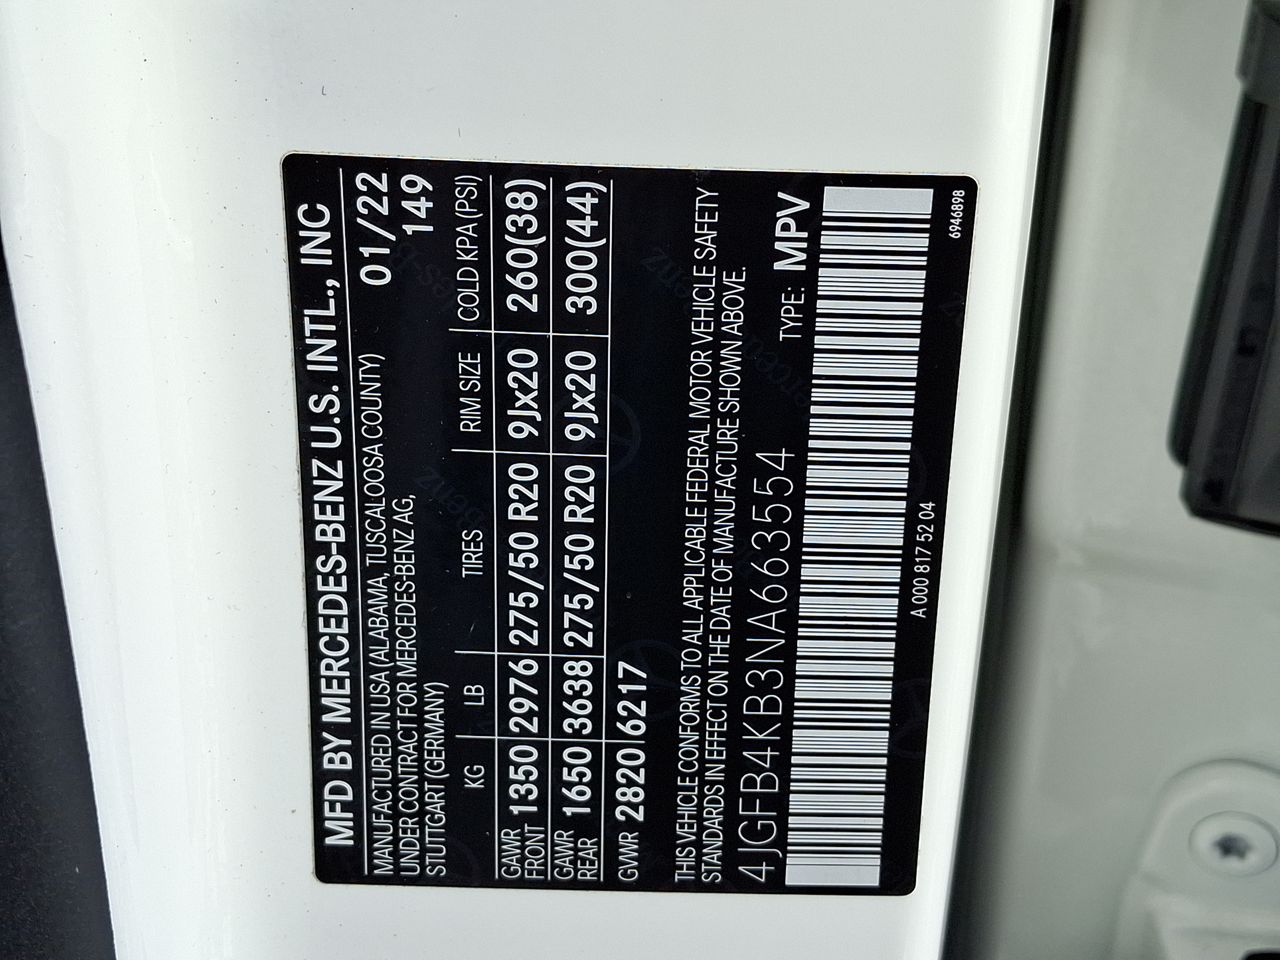 MFD BY MERCEDES-BENZ U.S. INTL., INC
MANUFACTURED IN USA (ALABAMA, TUSCALOOSA COUNTY) 01/22
UNDER CONTRACT FOR MERCEDES-BENZ AG, 149
STUTTGART (GERMANY)
KG LB TIRES RIM SIZE COLD KPA (PSI)
GAWR FRONT 1350 2976 275/50 R20 9Jx20 260(38)
GAWR REAR 1650 3638 275/50 R20 9Jx20 300(44)
GVWR 2820 6217
THIS VEHICLE CONFORMS TO ALL APPLICABLE FEDERAL MOTOR VEHICLE SAFETY
STANDARDS IN EFFECT ON THE DATE OF MANUFACTURE SHOWN ABOVE.
4JGFB4KB3NA663554 TYPE: MPV
A 000 817 52 04 6946898